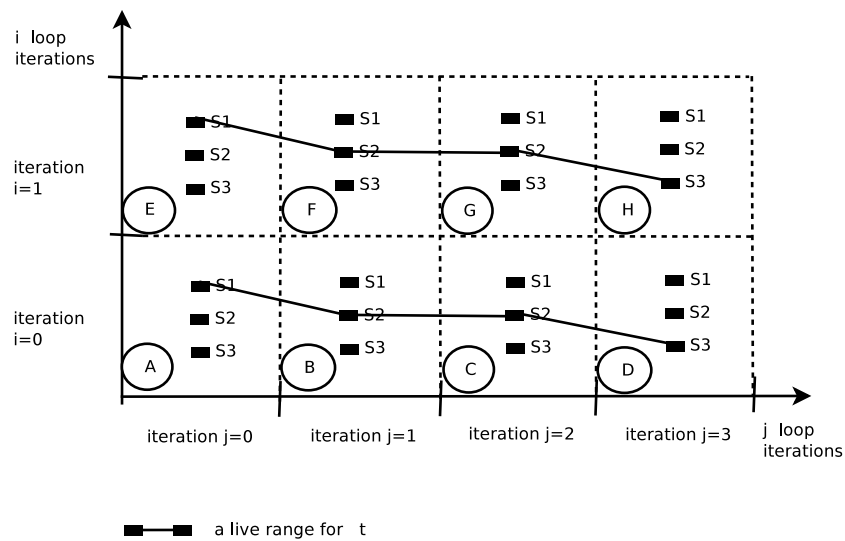 i loop
iterations
S1
S1
S1
S1
S2
S2
S2
S2
iteration
i=1
S3
S3
S3
S3
E
F
G
H
S1
S1
S1
S1
S2
S2
S2
S2
iteration
i=0
S3
S3
S3
S3
A
B
C
D
iteration j=0
iteration j=1
iteration j=2
iteration j=3
j loop
iterations
a live range for t